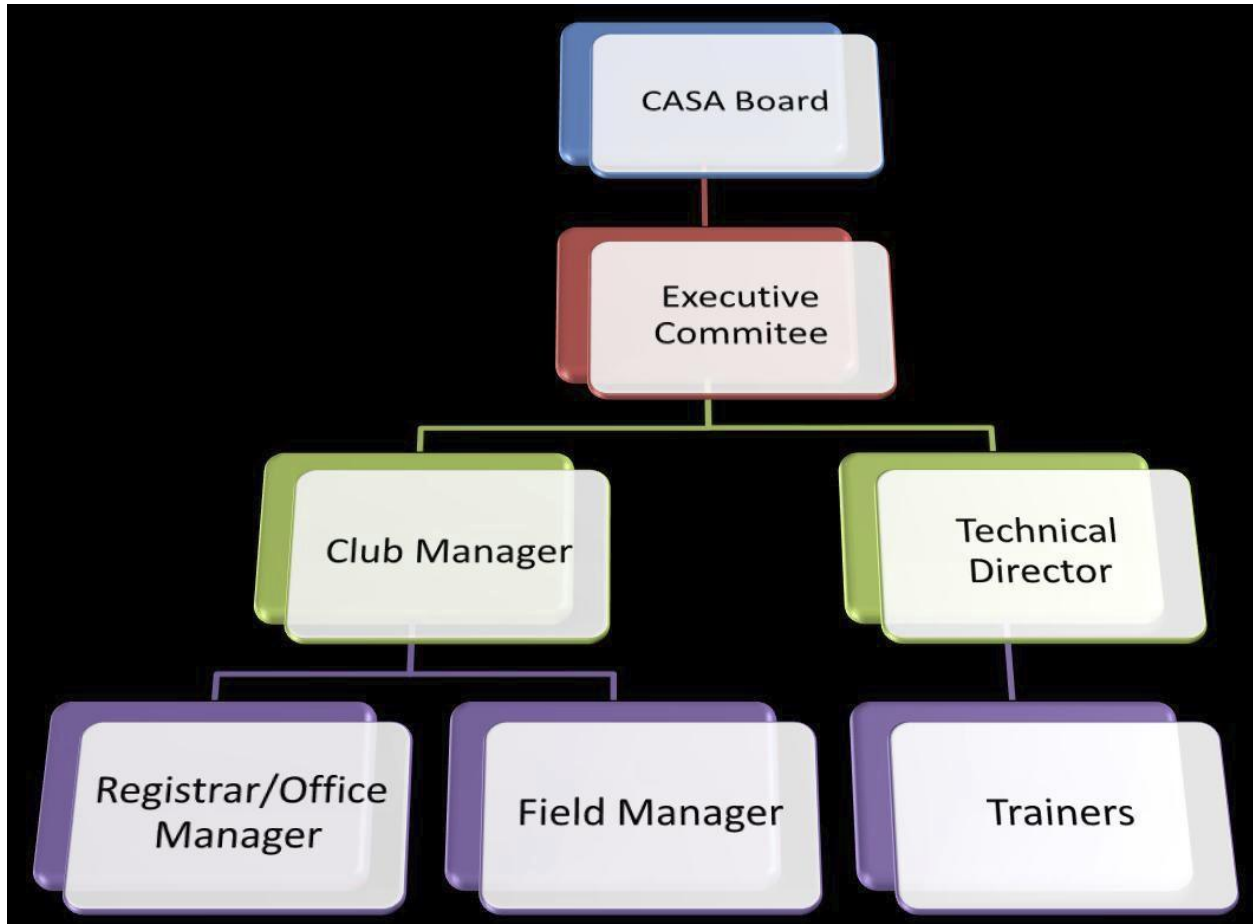 CASA Board
Executive
Commitee
Club Manager
Technical
Director
Registrar/Office
Manager
Field Manager
Trainers